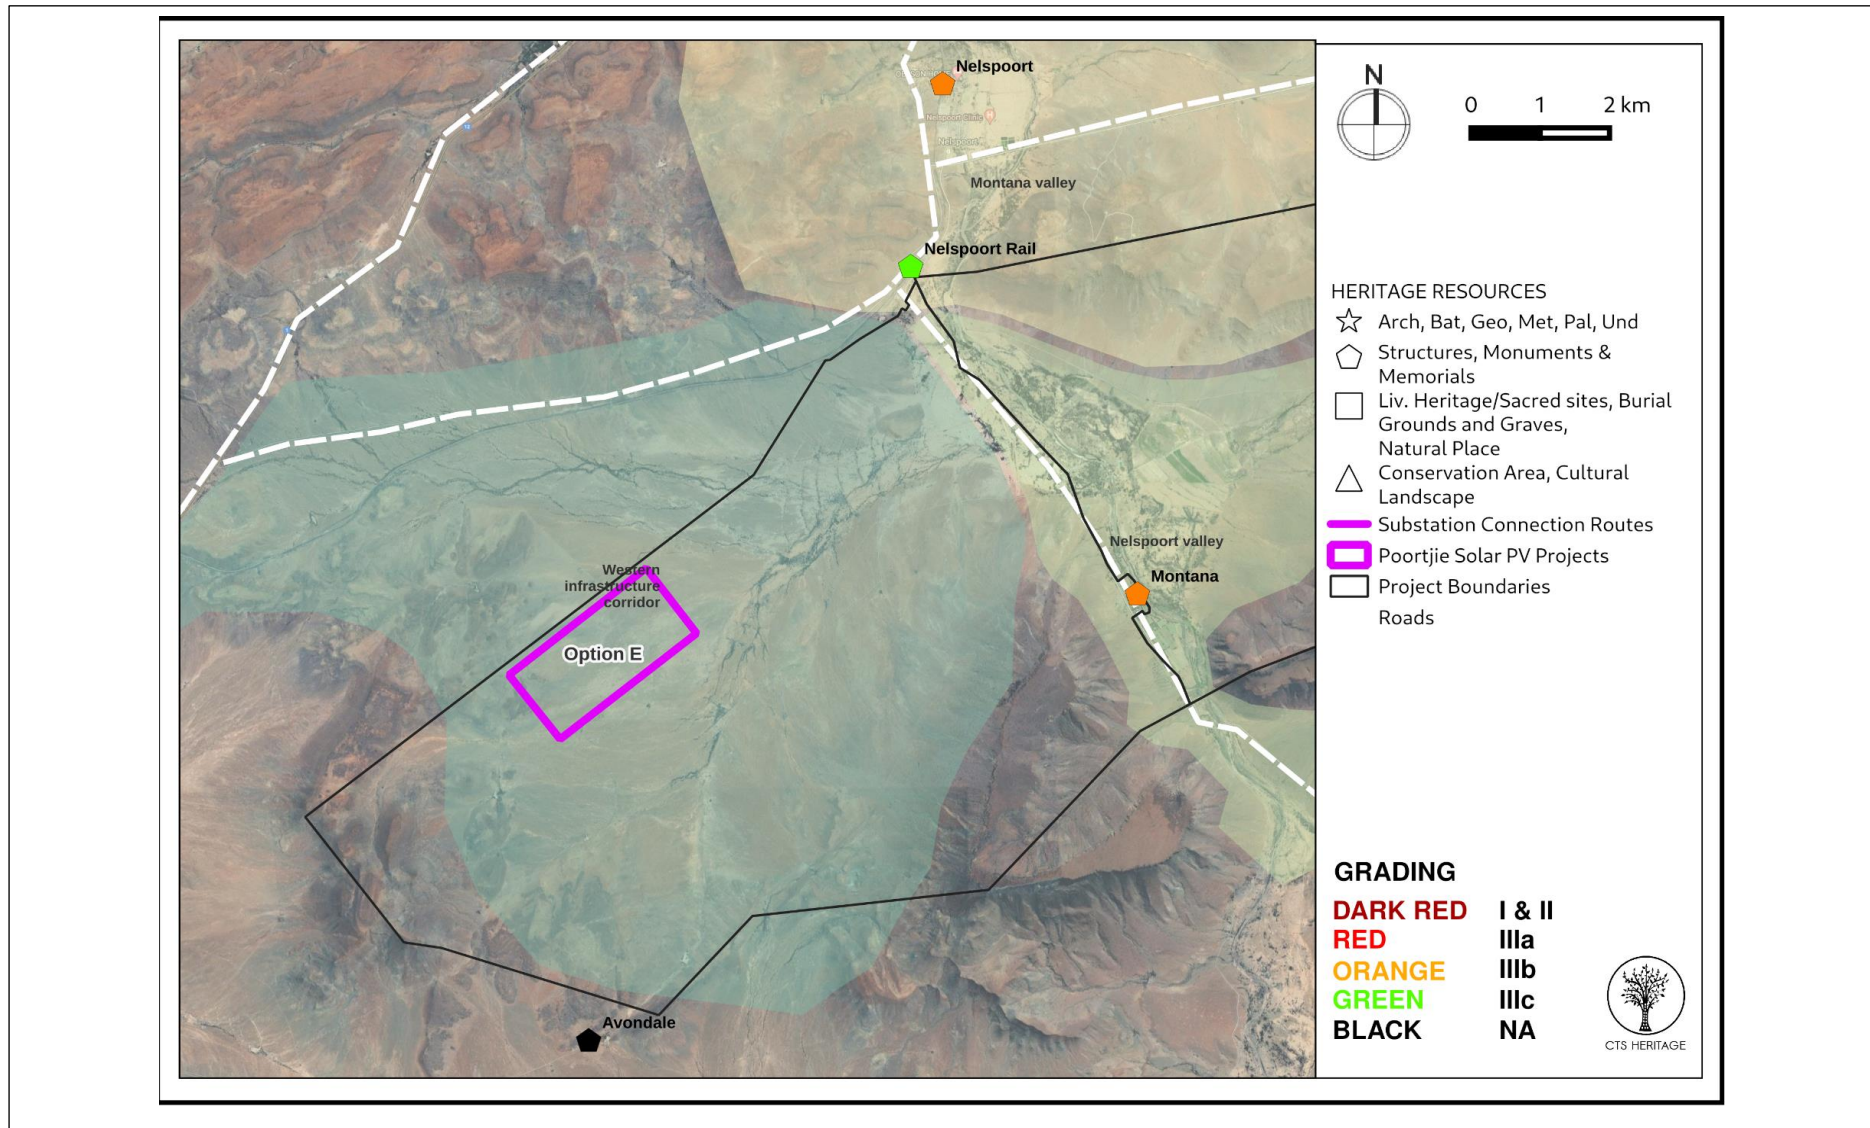 Nelspoort
Nelspoort Clinic
Nelspoort
Montana valley
Nelspoort Rail
Western
infrastructure
corridor
Option E
Nelspoort valley
Montana
Avondale
N
0 1 2 km
HERITAGE RESOURCES
Arch, Bat, Geo, Met, Pal, Und
Structures, Monuments &
Memorials
Liv. Heritage/Sacred sites, Burial
Grounds and Graves,
Natural Place
Conservation Area, Cultural
Landscape
Substation Connection Routes
Poortjie Solar PV Projects
Project Boundaries
Roads
GRADING
DARK RED I & II
RED IIIa
ORANGE IIIb
GREEN IIIc
BLACK NA
CTS HERITAGE